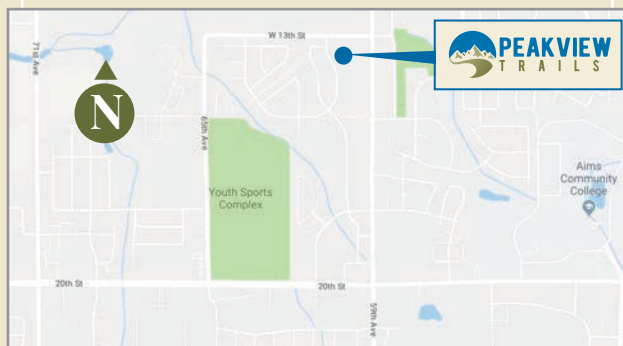 W 13th St
PEAKVIEW
TRAILS
71st Ave
N
65th Ave
Youth Sports
Complex
Aims
Community
College
20th St
20th St
59th Ave